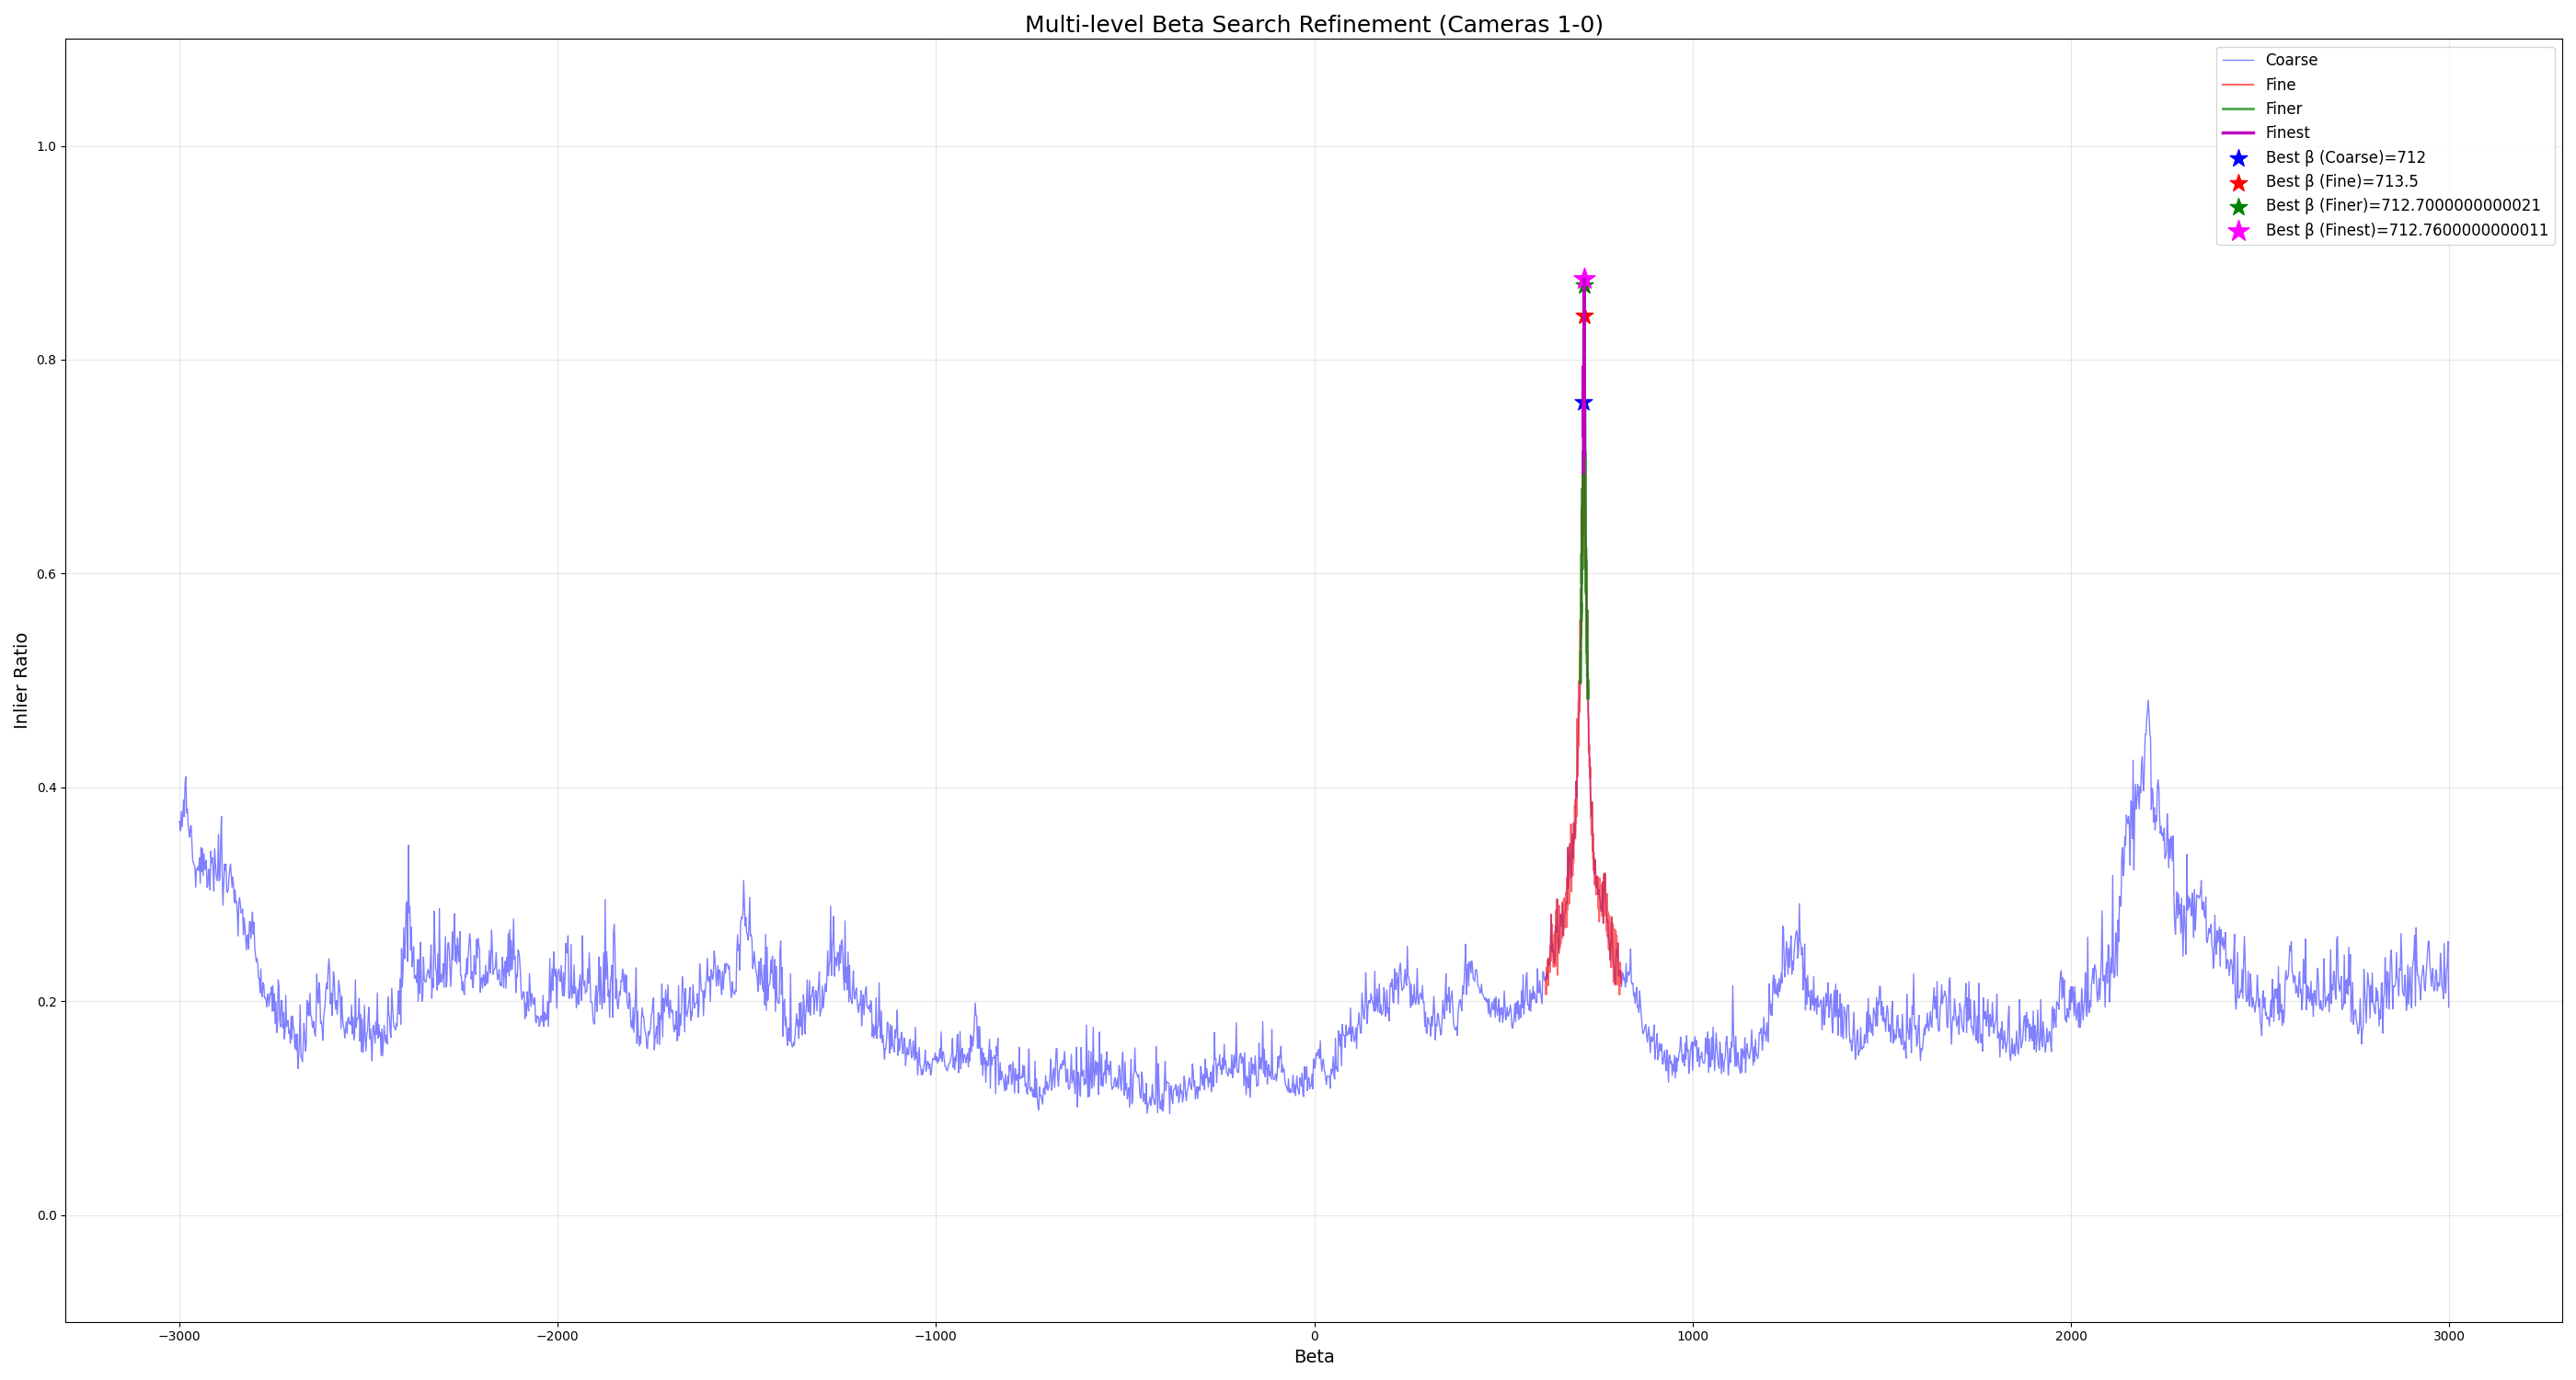 Multi-level Beta Search Refinement (Cameras 1-0)
Coarse
Fine
Finer
Finest
Best β (Coarse)=712
Best β (Fine)=713.5
Best β (Finer)=712.7000000000021
Best β (Finest)=712.7600000000011
1.0
0.8
0.6
0.4
0.2
0.0
Inlier Ratio
−3000
−2000
−1000
0
1000
2000
3000
Beta